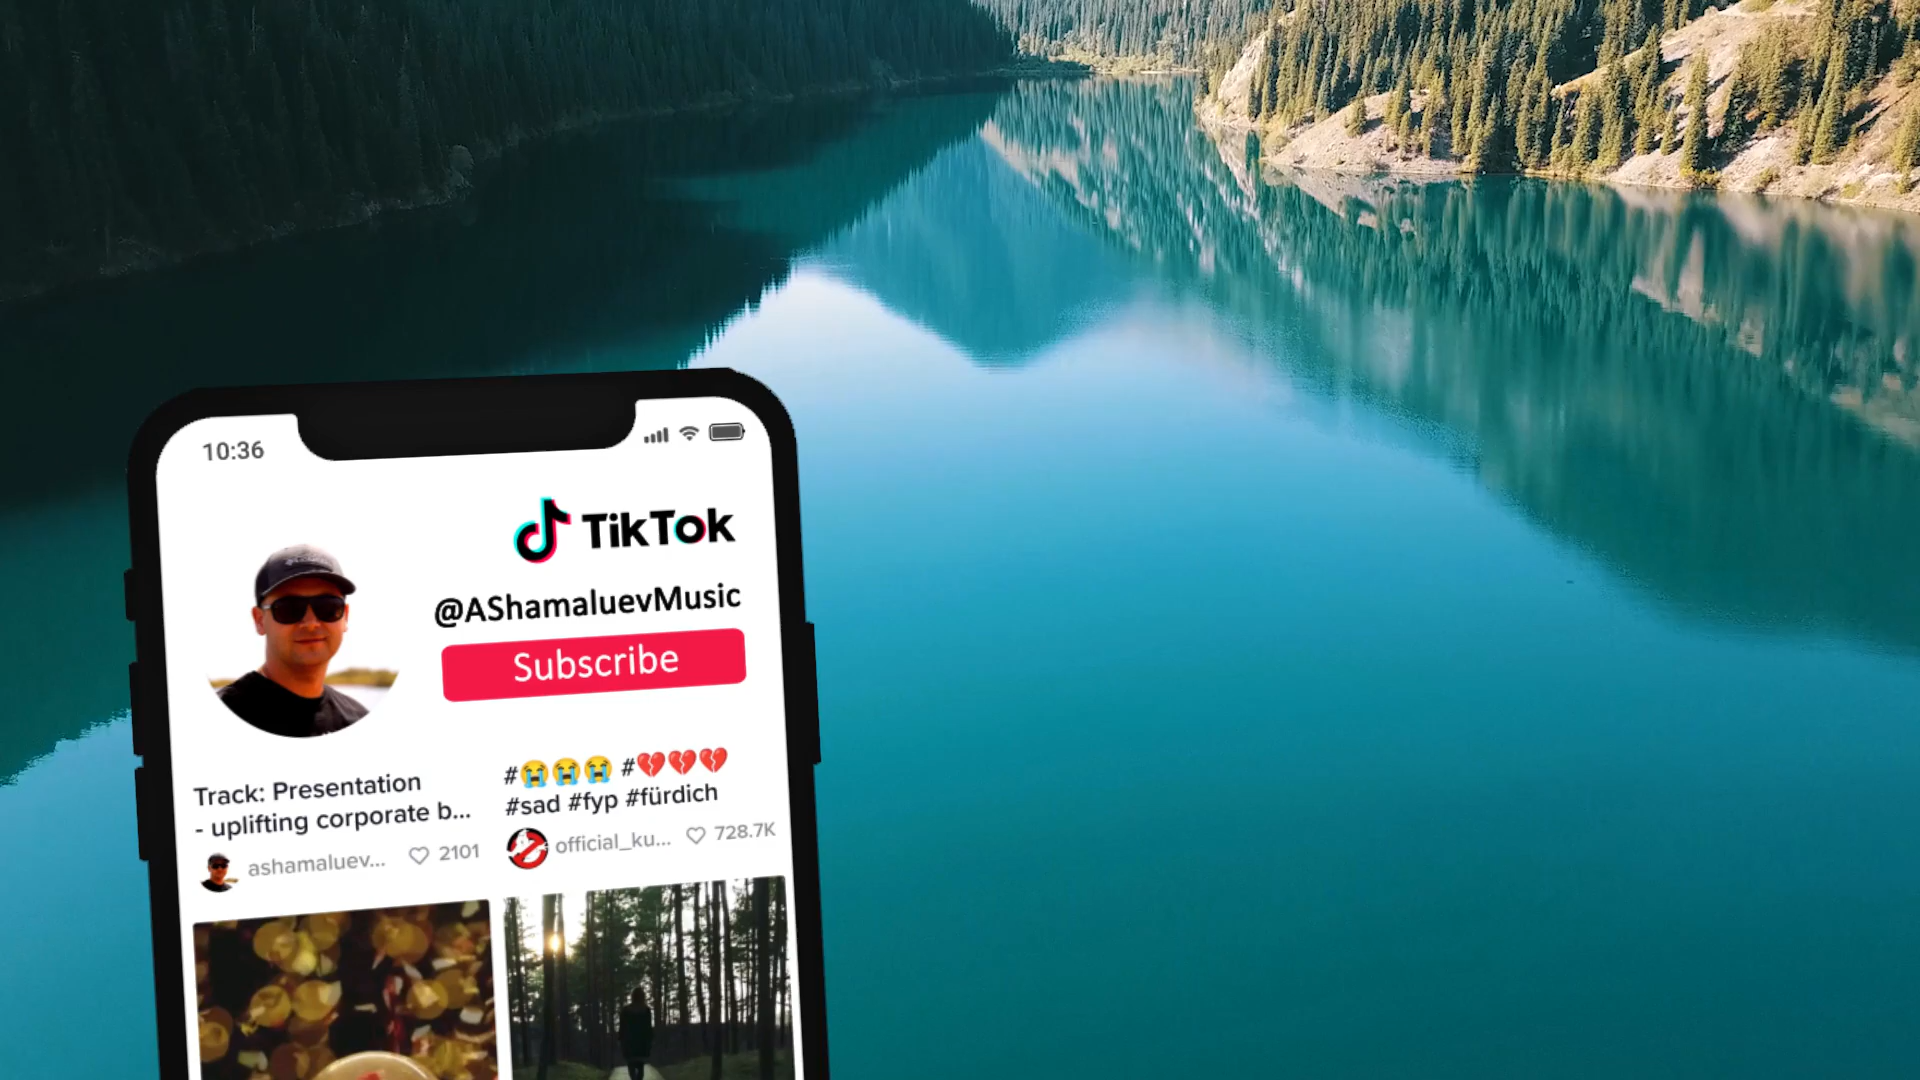 10:36
TikTok
@AShamaluevMusic
Subscribe
Track: Presentation
- uplifting corporate b...
ashamaluev... 2101
#😭😭😭 #💔💔💔
#sad #fyp #fürdich
official_ku... 728.7K